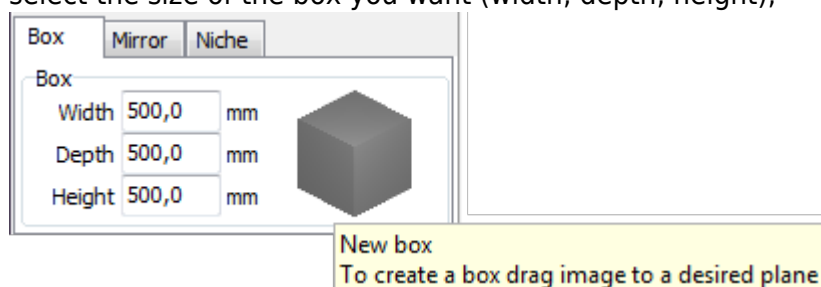 select the size of the box you want (width, depth, height);
Box Mirror Niche
Box
Width 500,0 mm
Depth 500,0 mm
Height 500,0 mm
New box
To create a box drag image to a desired plane